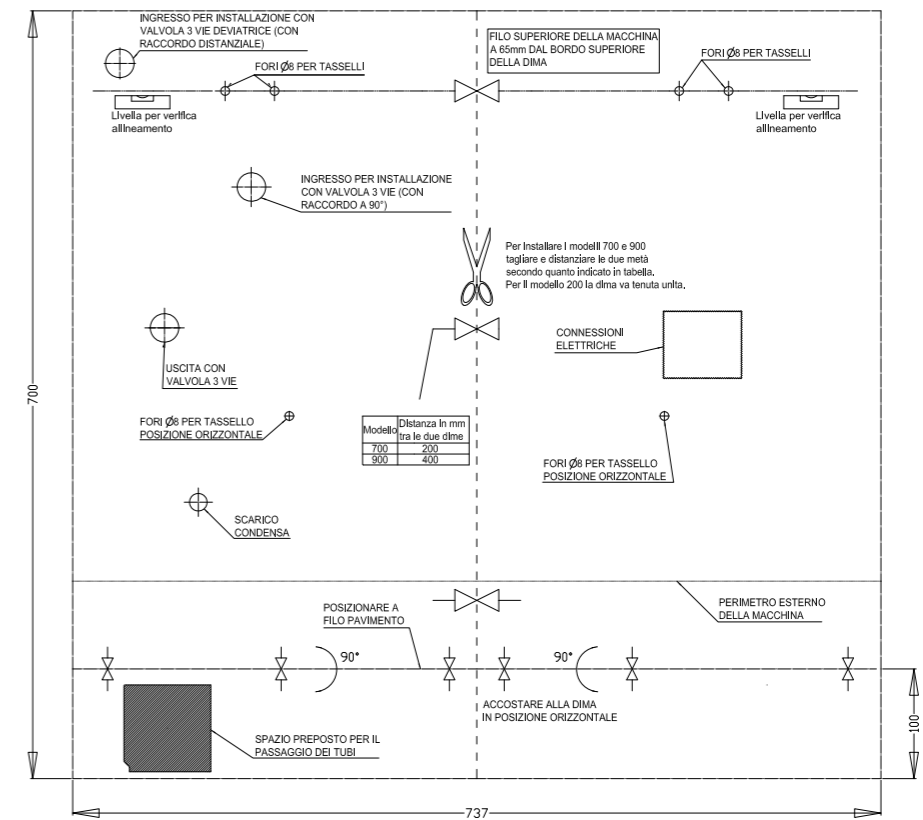 INGRESSO PER INSTALLAZIONE CON
VALVOLA 3 VIE DEVIATRICE (CON
RACCORDO DISTANZIALE)
FORI Ø8 PER TASSELLI
FILO SUPERIORE DELLA MACCHINA
A 65mm DAL BORDO SUPERIORE
DELLA DIMA
FORI Ø8 PER TASSELLI
Livella per verifica
allineamento
Livella per verifica
allineamento
INGRESSO PER INSTALLAZIONE
CON VALVOLA 3 VIE (CON
RACCORDO A 90°)
Per Installare I modelli 700 e 900
tagliare e distanziare le due metà
secondo quanto indicato in tabella.
Per il modello 200 la dima va tenuta unita.
USCITA CON
VALVOLA 3 VIE
CONNESSIONI
ELETTRICHE
700
FORI Ø8 PER TASSELLO
POSIZIONE ORIZZONTALE
Modello Distanza in mm
tra le due dime
700 200
900 400
FORI Ø8 PER TASSELLO
POSIZIONE ORIZZONTALE
SCARICO
CONDENSA
POSIZIONARE A
FILO PAVIMENTO
PERIMETRO ESTERNO
DELLA MACCHINA
90°
90°
ACCOSTARE ALLA DIMA
IN POSIZIONE ORIZZONTALE
SPAZIO PREPOSTO PER IL
PASSAGGIO DEI TUBI
100
737